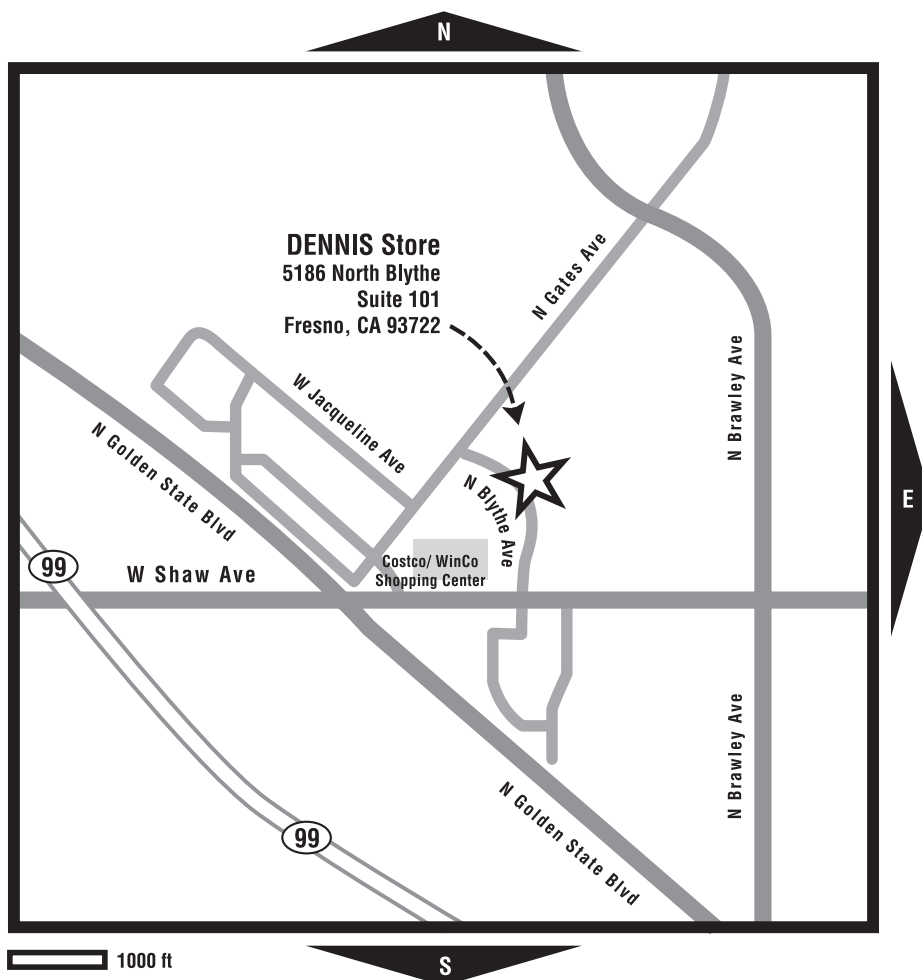 N
DENNIS Store
5186 North Blythe
Suite 101
Fresno, CA 93722
N Gates Ave
N Brawley Ave
W Jacqueline Ave
N Golden State Blvd
N Blythe Ave
E
99
W Shaw Ave
Costco/ WinCo
Shopping Center
N Brawley Ave
N Golden State Blvd
99
1000 ft
S